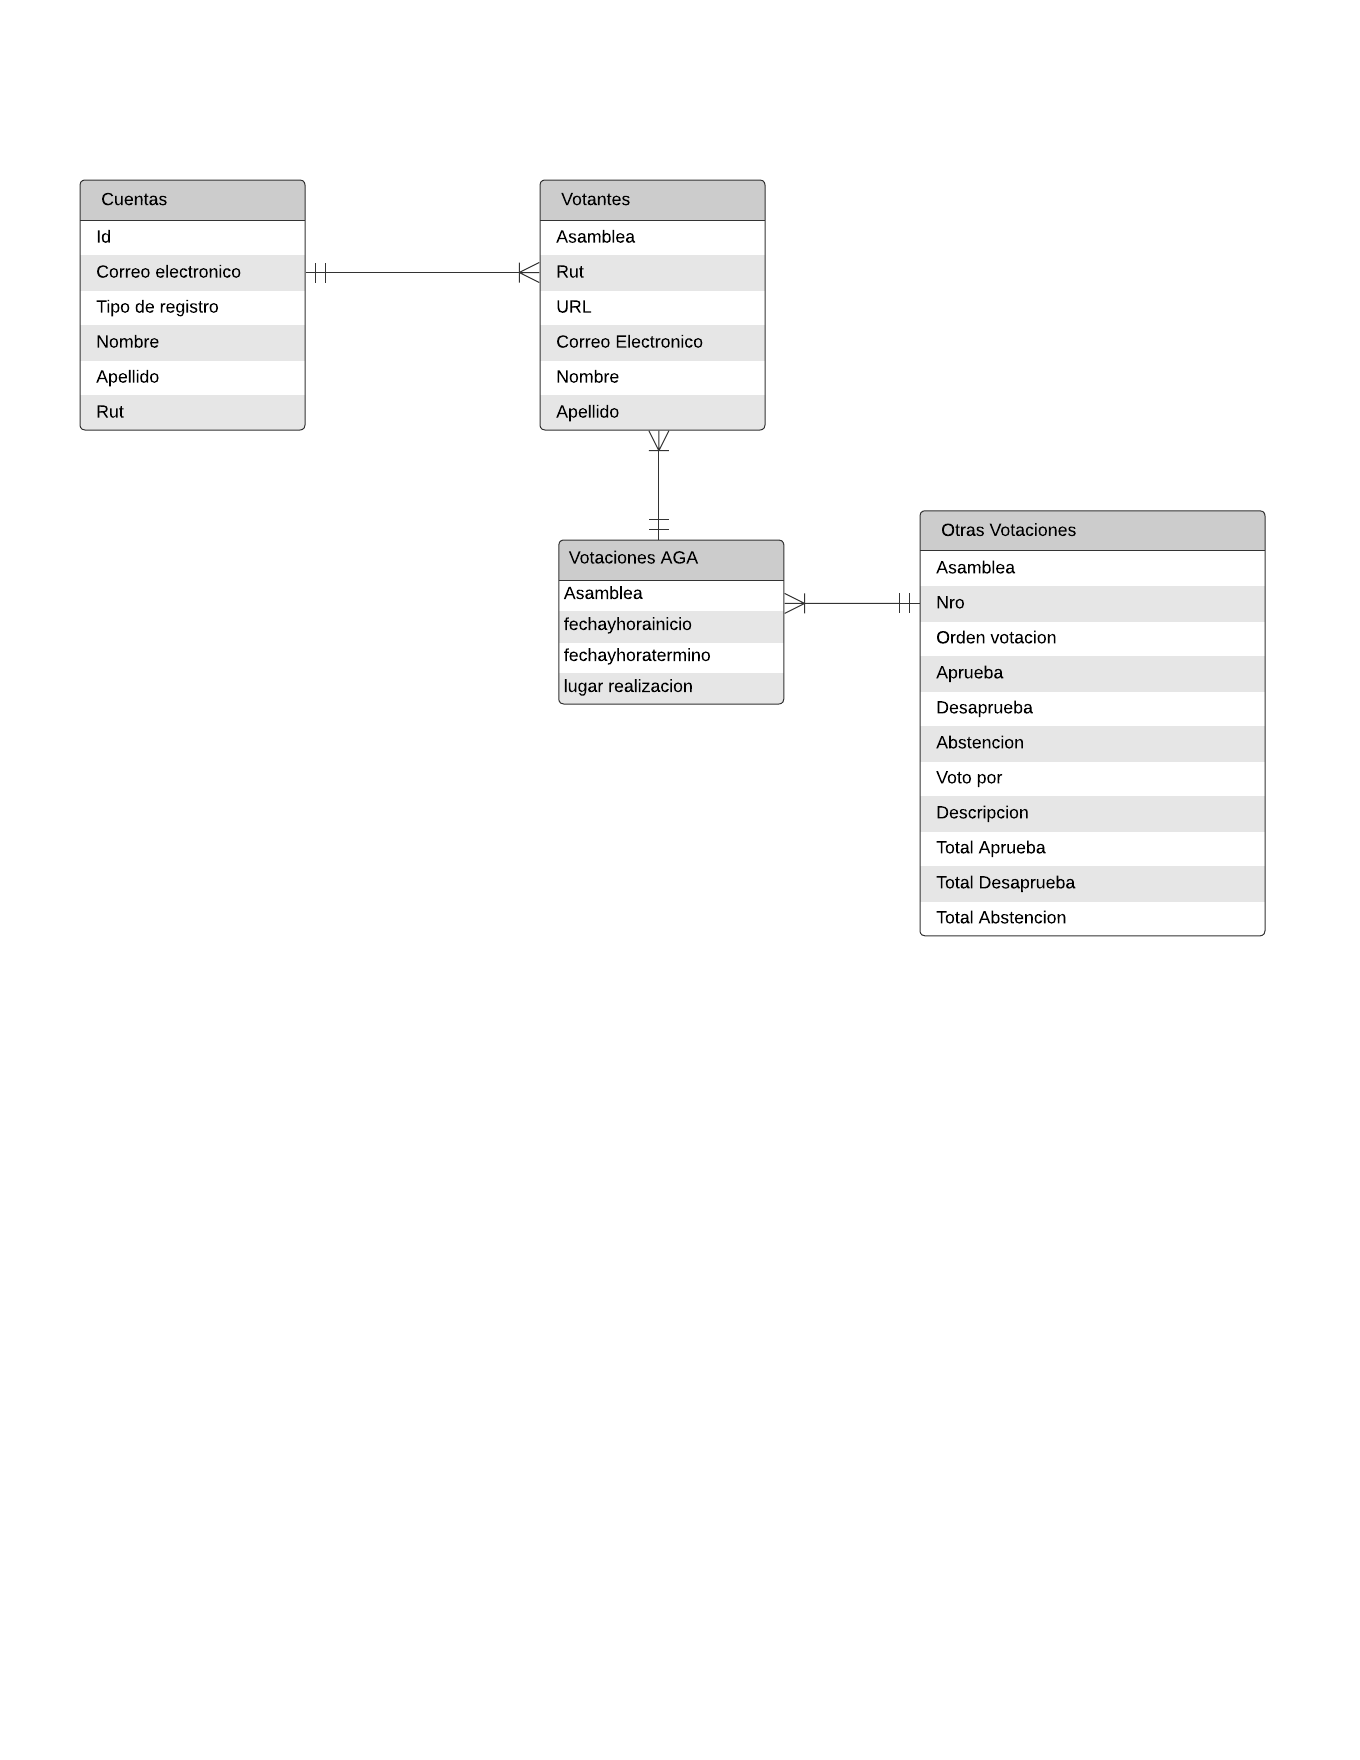 Cuentas
Id
Correo electronico
Tipo de registro
Nombre
Apellido
Rut
Votantes
Asamblea
Rut
URL
Correo Electronico
Nombre
Apellido
Votaciones AGA
Asamblea
fechayhorainicio
fechayhoratermino
lugar realizacion
Otras Votaciones
Asamblea
Nro
Orden votacion
Aprueba
Desaprueba
Abstencion
Voto por
Descripcion
Total Aprueba
Total Desaprueba
Total Abstencion